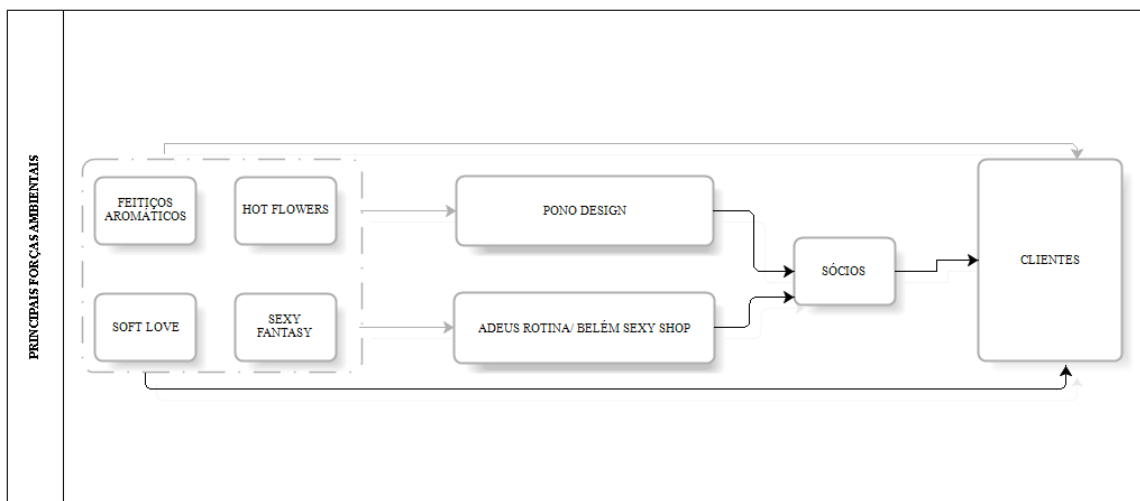 PRINCIPAIS FORÇAS AMBIENTAIS
FEITIÇOS
AROMÁTICOS
HOT FLOWERS
SOFT LOVE
SEXY
FANTASY
PONO DESIGN
ADEUS ROTINA/ BELÉM SEXY SHOP
SÓCIOS
CLIENTES